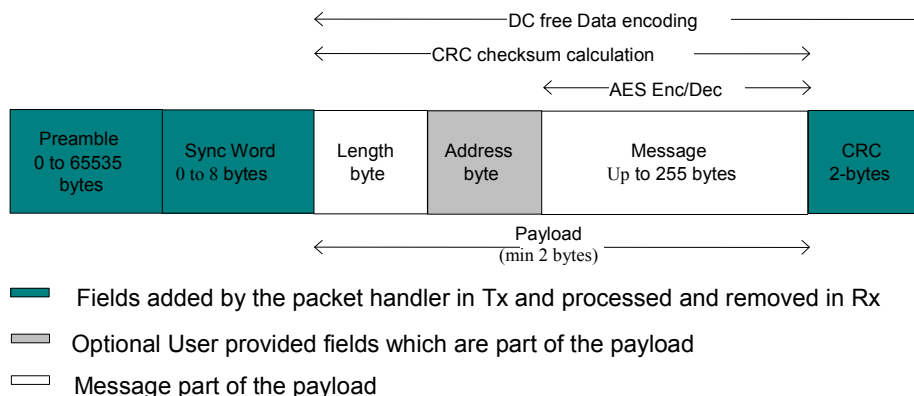 DC free Data encoding
CRC checksum calculation
AES Enc/Dec
Preamble
0 to 65535
bytes
Sync Word
0 to 8 bytes
Length
byte
Address
byte
Message
Up to 255 bytes
CRC
2-bytes
Payload
(min 2 bytes)
Fields added by the packet handler in Tx and processed and removed in Rx
Optional User provided fields which are part of the payload
Message part of the payload